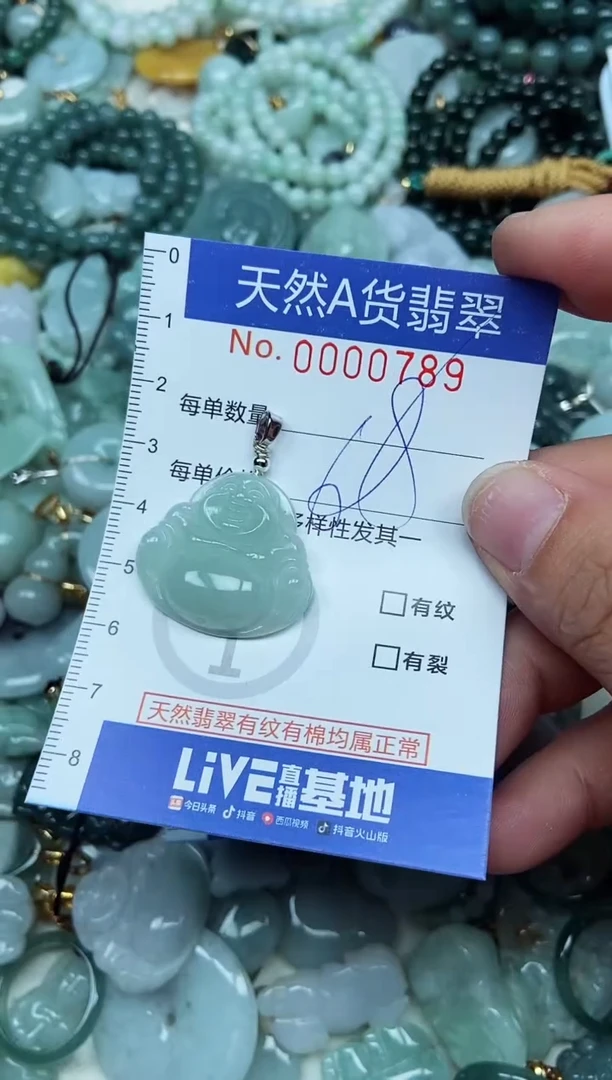 0
天然A货翡翠
1
No. 0000789
2
每单数量
3
每单价
4
多样性发其一
5
有纹
6
有裂
7
天然翡翠有纹有棉均属正常
8
LiVE直播基地
今日头条 抖音 西瓜视频 抖音火山版